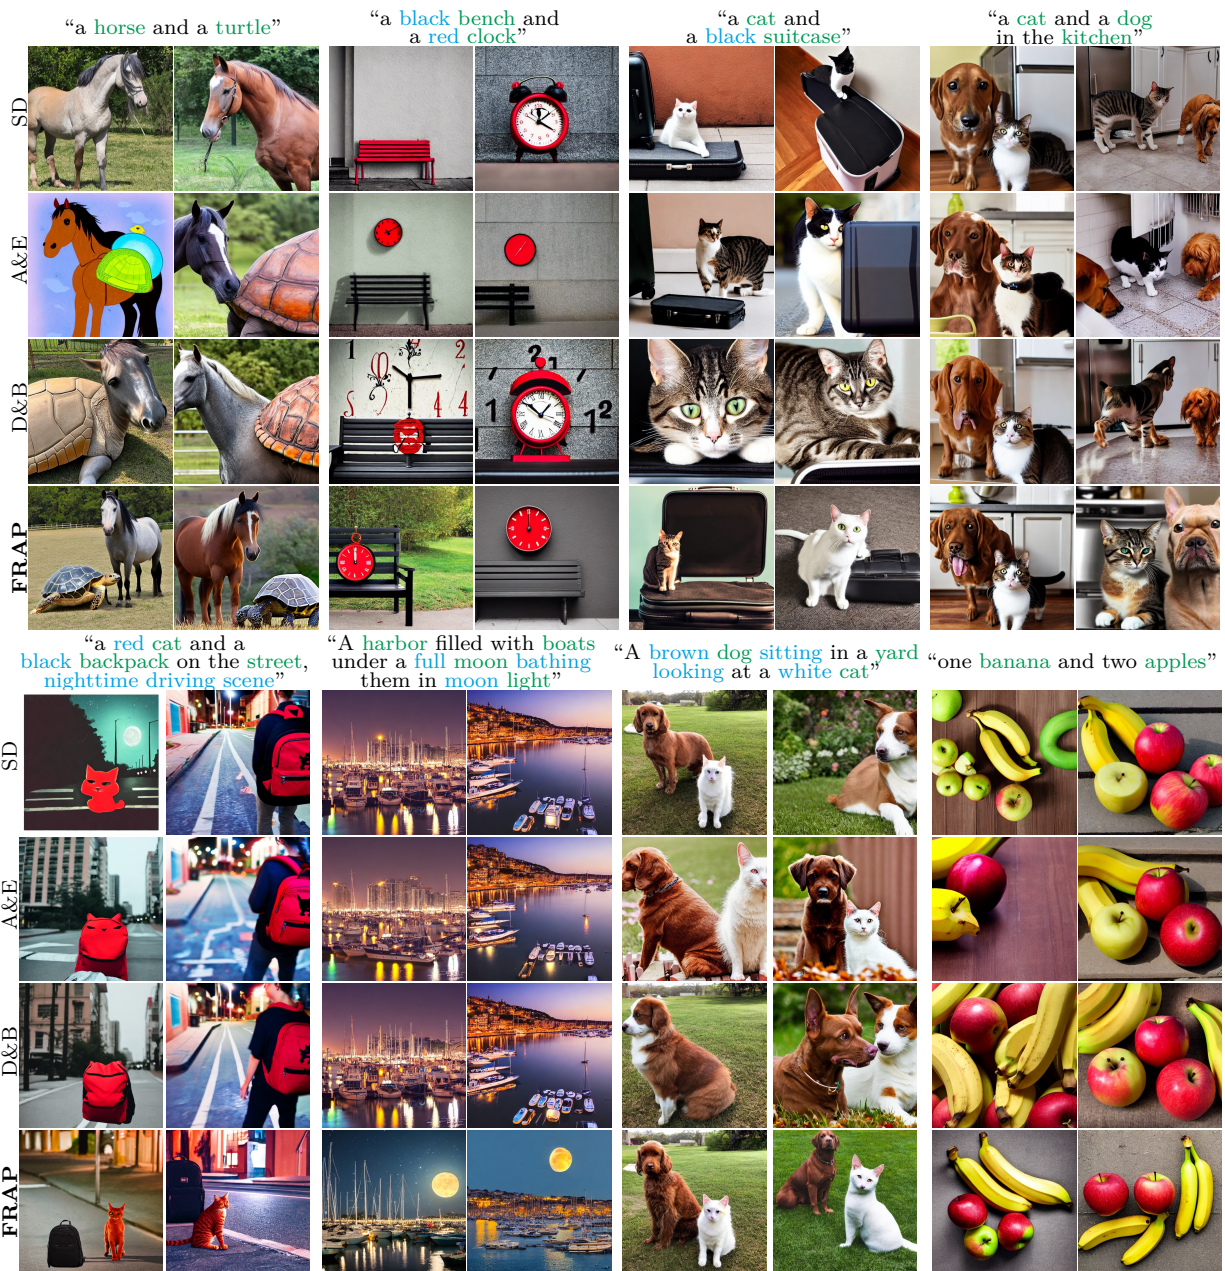 “a horse and a turtle”
“a black bench and
a red clock”
“a cat and
a black suitcase”
“a cat and a dog
in the kitchen”
SD
A&E
D&B
FRAP
“a red cat and a
black backpack on the street,
nighttime driving scene”
“A harbor filled with boats
under a full moon bathing
them in moon light”
“A brown dog sitting in a yard
looking at a white cat”
“one banana and two apples”
SD
A&E
D&B
FRAP